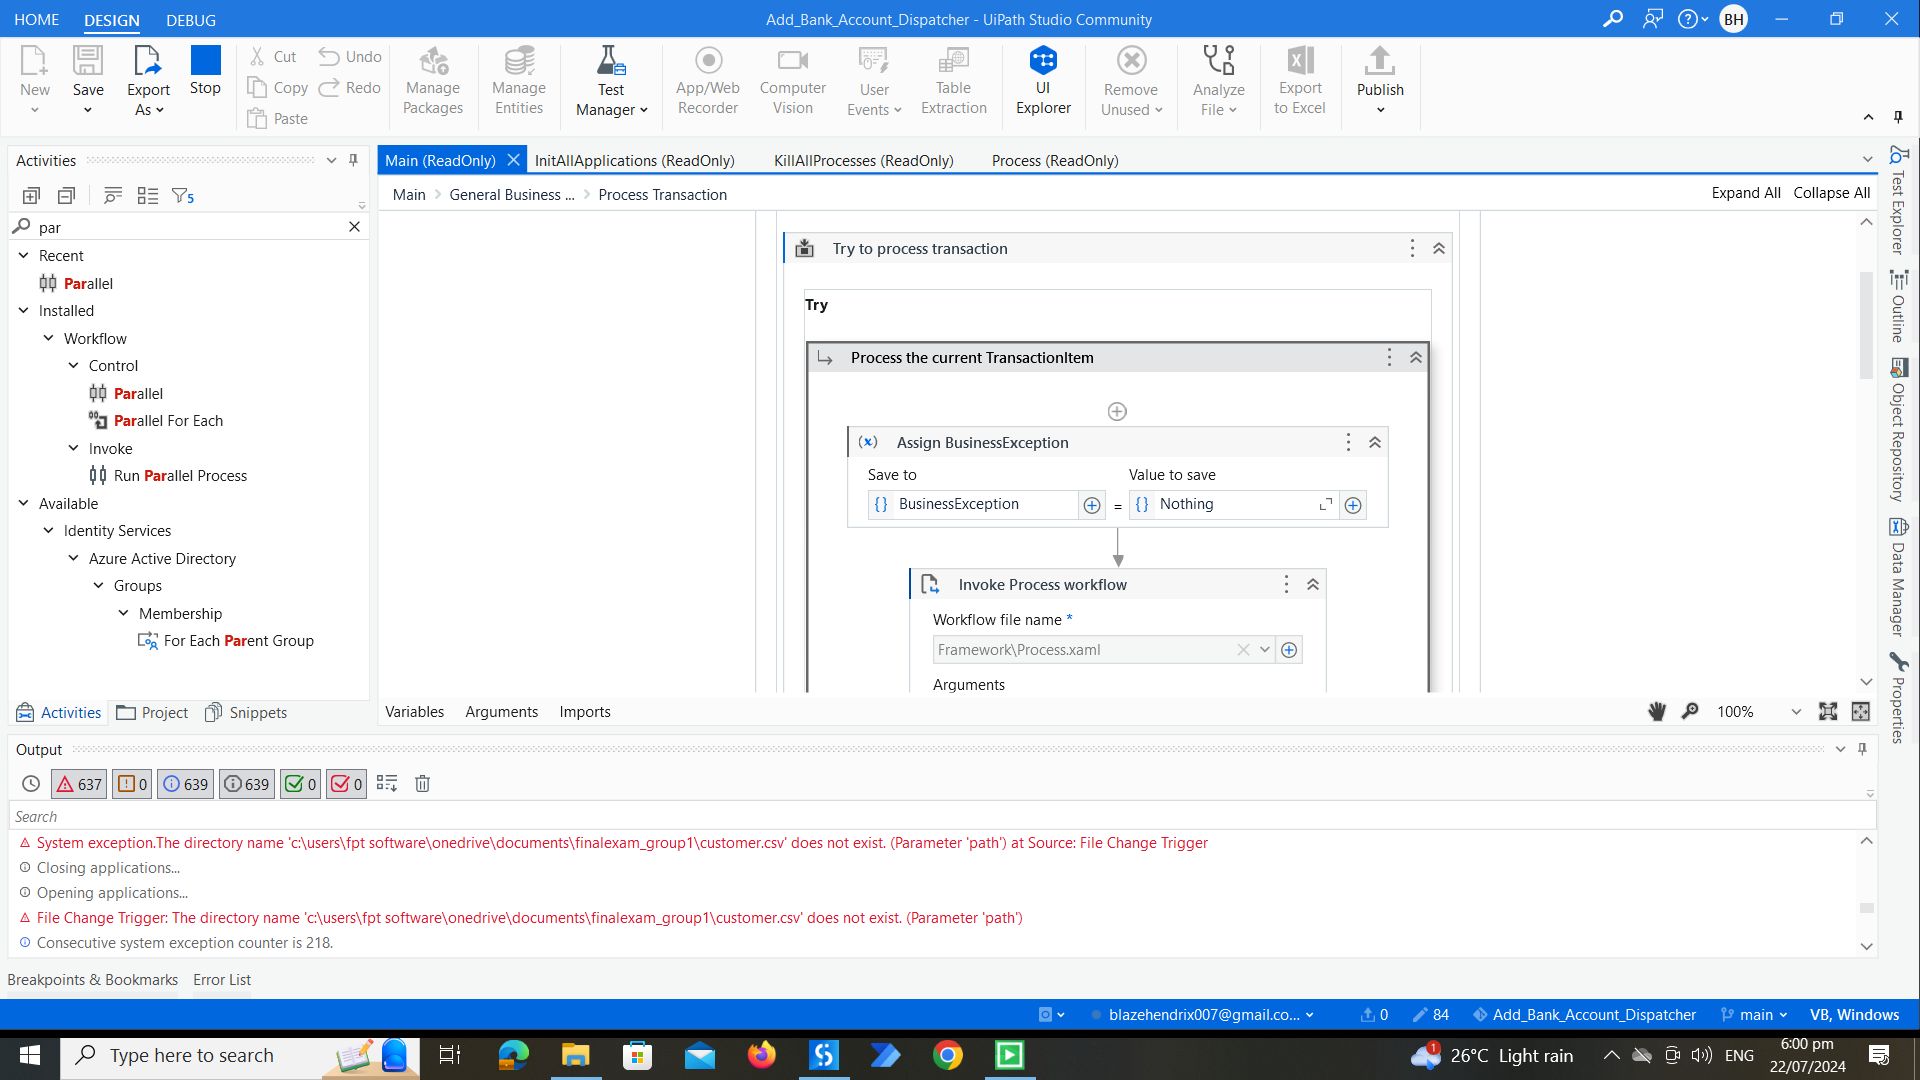 HOME DESIGN DEBUG
Add_Bank_Account_Dispatcher - UiPath Studio Community
BH
New
Save
Export As
Stop
Cut
Copy
Paste
Undo
Redo
Manage Packages
Manage Entities
Test Manager
App/Web Recorder
Computer Vision
User Events
Table Extraction
UI Explorer
Remove Unused
Analyze File
Export to Excel
Publish
Activities
5
par
Recent
Parallel
Installed
Workflow
Control
Parallel
Parallel For Each
Invoke
Run Parallel Process
Available
Identity Services
Azure Active Directory
Groups
Membership
For Each Parent Group
Activities Project Snippets
Main (ReadOnly) InitAllApplications (ReadOnly) KillAllProcesses (ReadOnly) Process (ReadOnly)
Main General Business ... Process Transaction
Expand All Collapse All
Try to process transaction
Try
Process the current TransactionItem
(x) Assign BusinessException
Save to Value to save
{} BusinessException = {} Nothing
Invoke Process workflow
Workflow file name *
Framework\Process.xaml
Arguments
Variables Arguments Imports
100%
Test Explorer
Outline
Object Repository
Data Manager
Properties
Output
637 0 639 639 0 0
Search
System exception.The directory name 'c:\users\fpt software\onedrive\documents\finalexam_group1\customer.csv' does not exist. (Parameter 'path') at Source: File Change Trigger
Closing applications...
Opening applications...
File Change Trigger: The directory name 'c:\users\fpt software\onedrive\documents\finalexam_group1\customer.csv' does not exist. (Parameter 'path')
Consecutive system exception counter is 218.
Breakpoints & Bookmarks Error List
blazehendrix007@gmail.co... 0 84 Add_Bank_Account_Dispatcher main VB, Windows
Type here to search
1
26°C Light rain
ENG
6:00 pm
22/07/2024